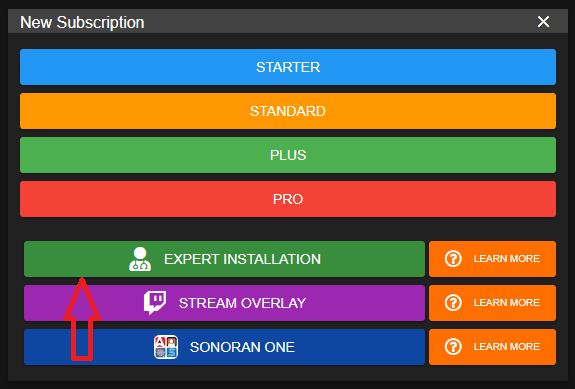 New Subscription
STARTER
STANDARD
PLUS
PRO
EXPERT INSTALLATION
LEARN MORE
STREAM OVERLAY
LEARN MORE
SONORAN ONE
LEARN MORE